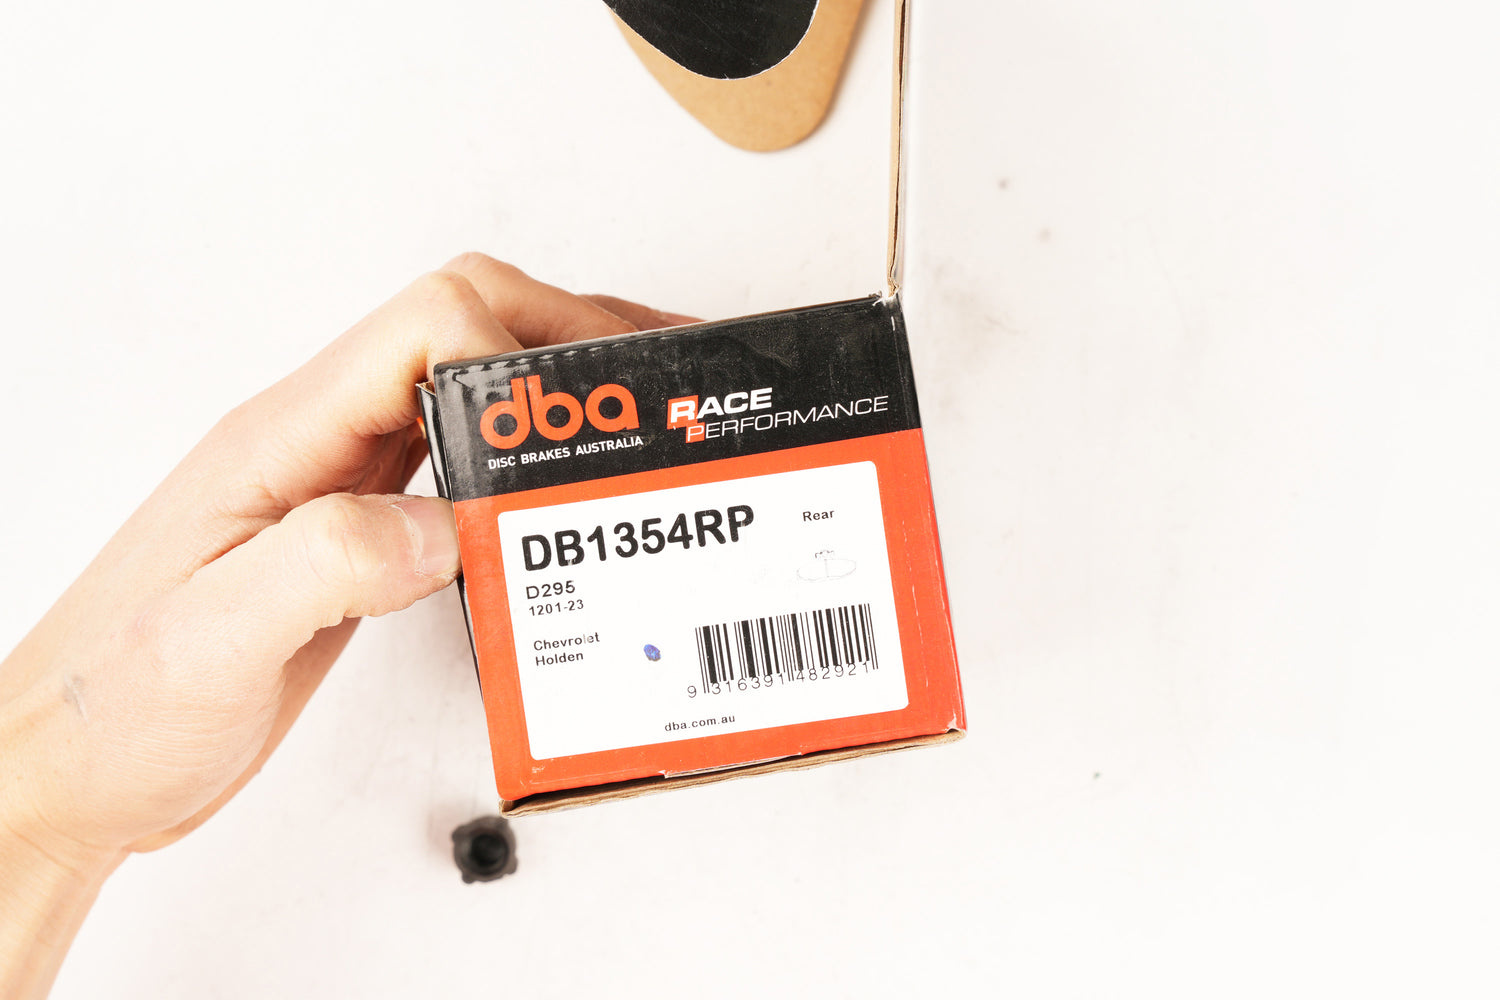 dba
DISC BRAKES AUSTRALIA
RACE
PERFORMANCE
DB1354RP
Rear
D295
1201-23
Chevrolet
Holden
9 316391 482921
dba.com.au